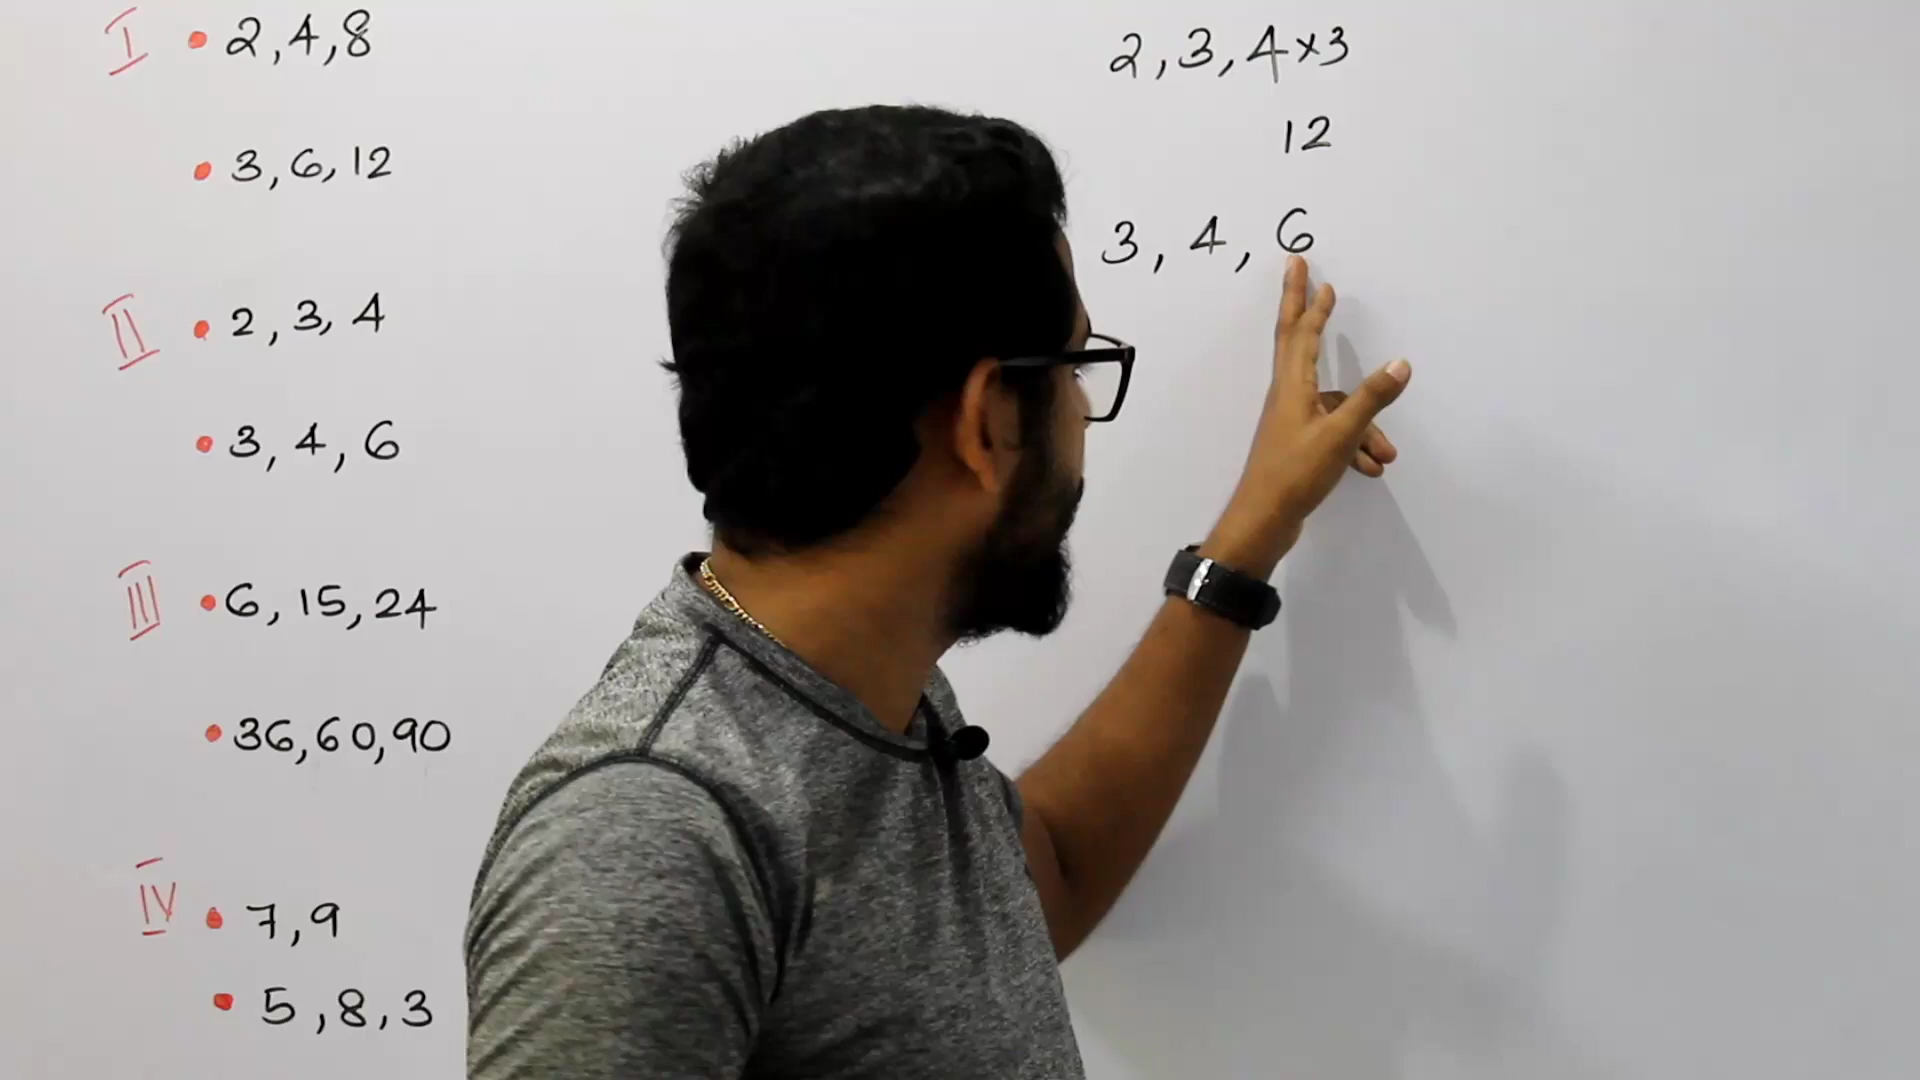 I • 2, 4, 8
• 3, 6, 12
II • 2, 3, 4
• 3, 4, 6
III • 6, 15, 24
• 36, 60, 90
IV • 7, 9
• 5, 8, 3
2, 3, 4×3
12
3, 4, 6